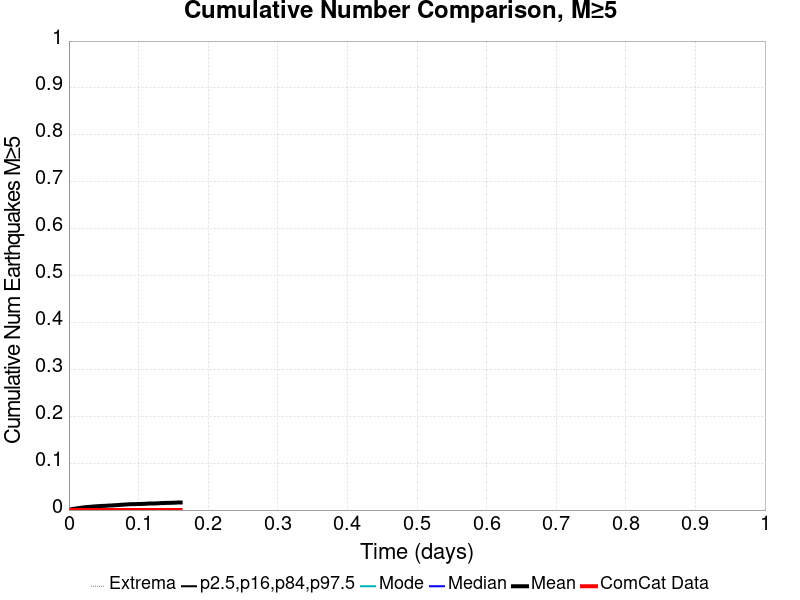 Cumulative Number Comparison, M≥5
Cumulative Num Earthquakes M≥5
1
0.9
0.8
0.7
0.6
0.5
0.4
0.3
0.2
0.1
0
0 0.1 0.2 0.3 0.4 0.5 0.6 0.7 0.8 0.9 1
Time (days)
Extrema p2.5,p16,p84,p97.5 Mode Median Mean ComCat Data